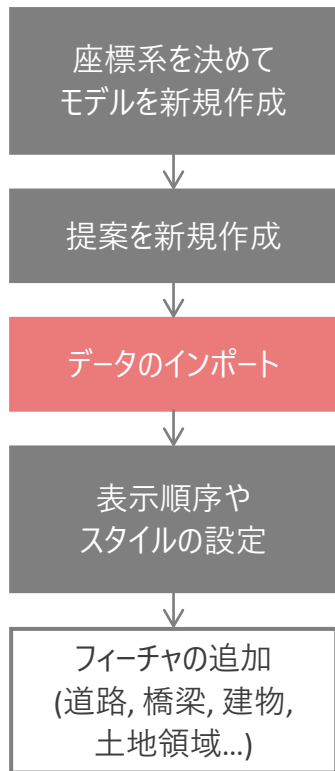 座標系を決めて
モデルを新規作成
提案を新規作成
データのインポート
表示順序や
スタイルの設定
フィーチャの追加
(道路, 橋梁, 建物,
土地領域...)